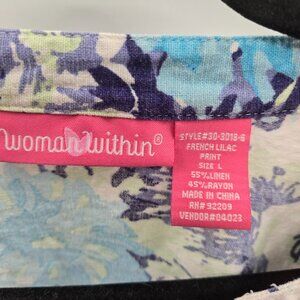 woman within®
STYLE#30-3018-6
FRENCH LILAC
PRINT
SIZE L
55%LINEN
45%RAYON
MADE IN CHINA
RN# 92209
VENDOR#04023